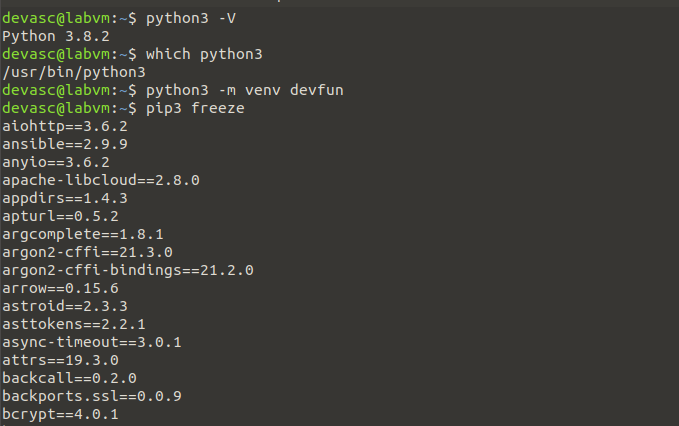 devasc@labvm:~$ python3 -V
Python 3.8.2
devasc@labvm:~$ which python3
/usr/bin/python3
devasc@labvm:~$ python3 -m venv devfun
devasc@labvm:~$ pip3 freeze
aiohttp==3.6.2
ansible==2.9.9
anyio==3.6.2
apache-libcloud==2.8.0
appdirs==1.4.3
apturl==0.5.2
argcomplete==1.8.1
argon2-cffi==21.3.0
argon2-cffi-bindings==21.2.0
arrow==0.15.6
astroid==2.3.3
asttokens==2.2.1
async-timeout==3.0.1
attrs==19.3.0
backcall==0.2.0
backports.ssl==0.0.9
bcrypt==4.0.1